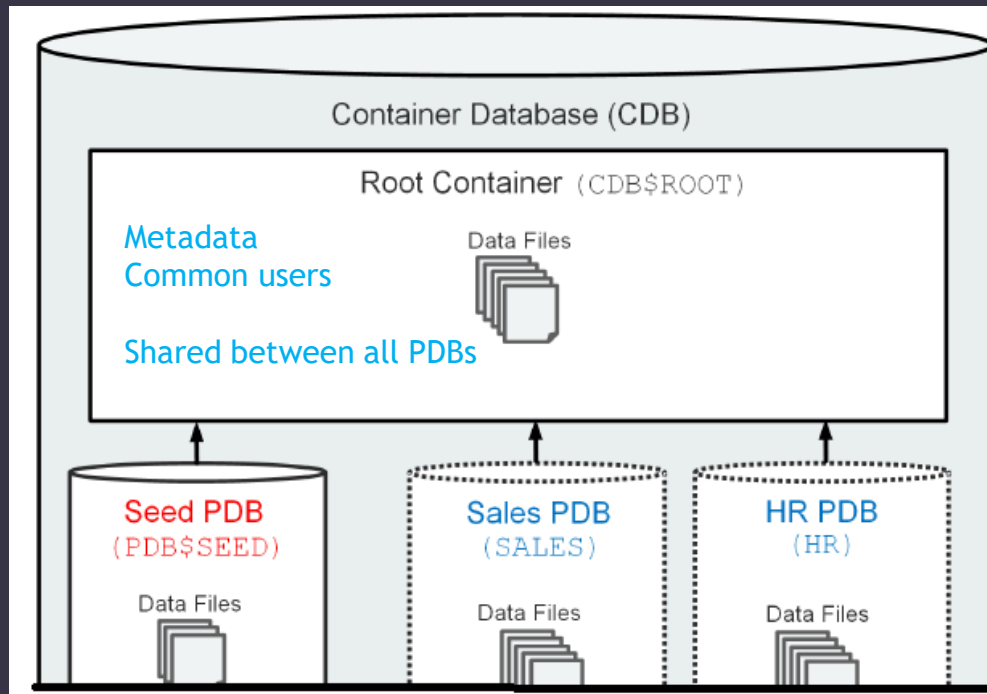 Container Database (CDB)
Root Container (CDB$ROOT)
Metadata
Common users
Data Files
Shared between all PDBs
Seed PDB
(PDB$SEED)
Data Files
Sales PDB
(SALES)
Data Files
HR PDB
(HR)
Data Files